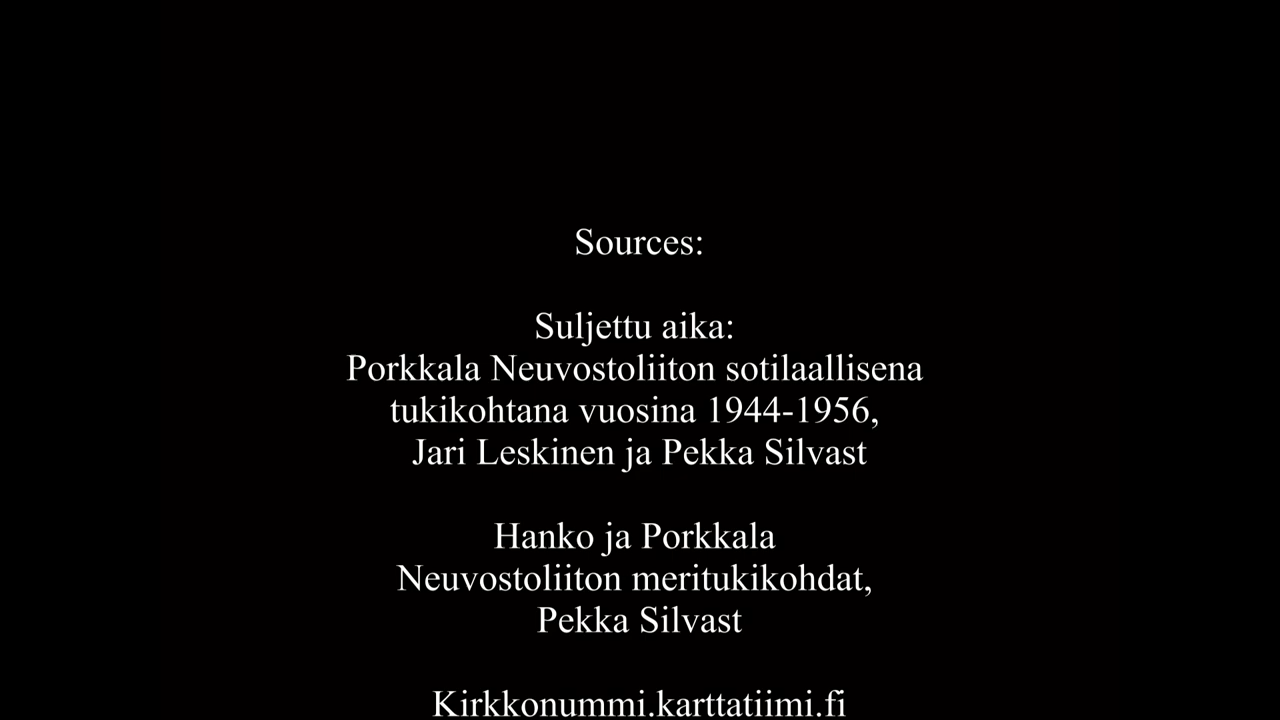 Sources:
Suljettu aika:
Porkkala Neuvostoliiton sotilaallisena
tukikohtana vuosina 1944-1956,
Jari Leskinen ja Pekka Silvast
Hanko ja Porkkala
Neuvostoliiton meritukikohdat,
Pekka Silvast
Kirkkonummi.karttatiimi.fi